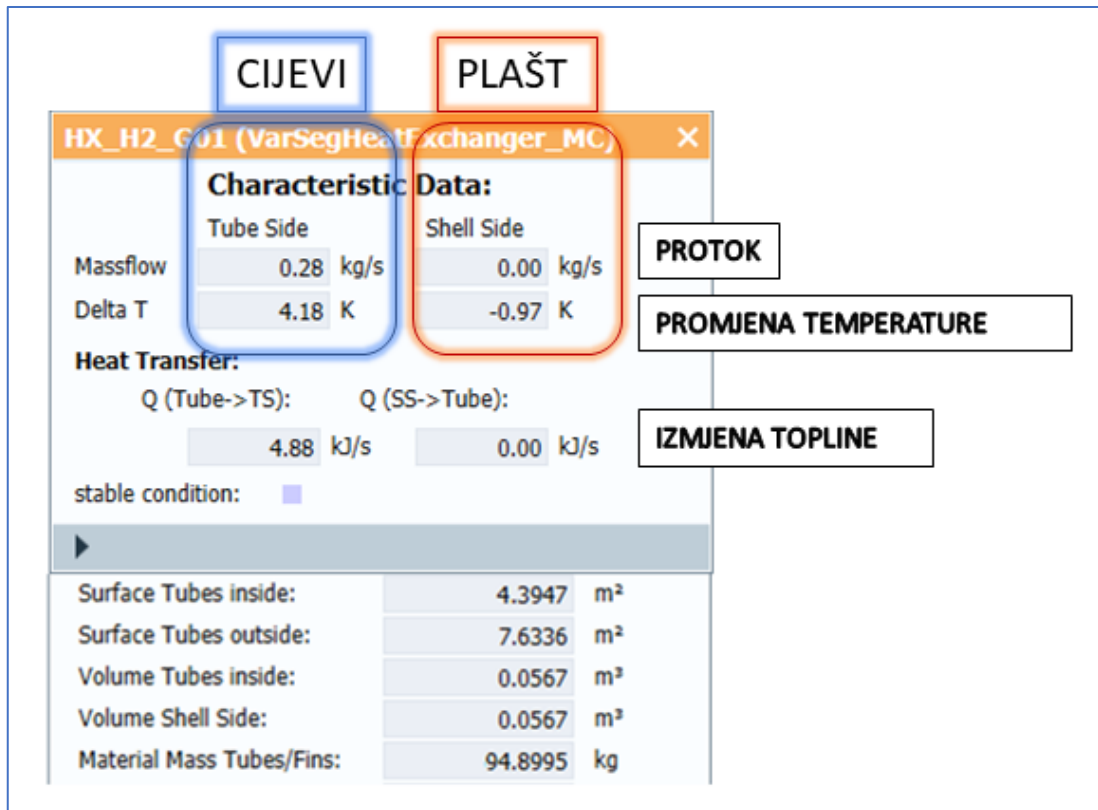 CIJEVI PLAŠT
HX_H2_G01 (VarSegHeatExchanger_MC) ×
Characteristic Data:
Tube Side Shell Side
Massflow 0.28 kg/s 0.00 kg/s PROTOK
Delta T 4.18 K -0.97 K PROMJENA TEMPERATURE
Heat Transfer:
Q (Tube->TS): Q (SS->Tube):
4.88 kJ/s 0.00 kJ/s IZMJENA TOPLINE
stable condition:
Surface Tubes inside: 4.3947 m²
Surface Tubes outside: 7.6336 m²
Volume Tubes inside: 0.0567 m³
Volume Shell Side: 0.0567 m³
Material Mass Tubes/Fins: 94.8995 kg